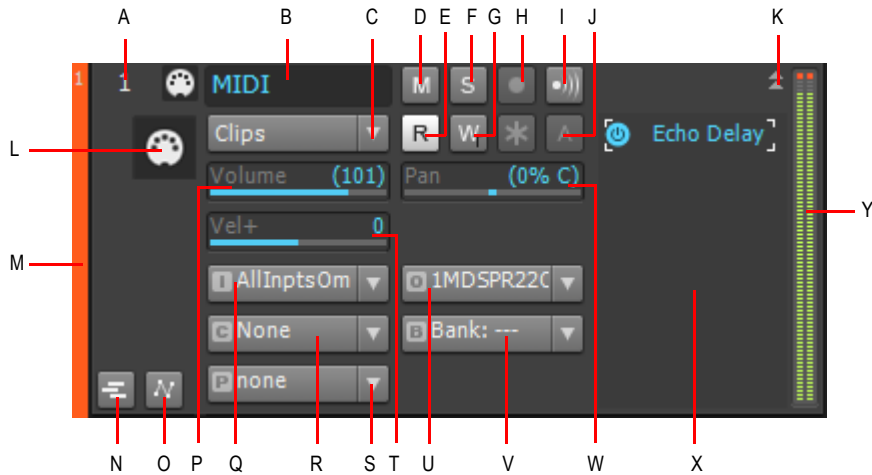 A B C D E F G H I J K
1 1 MIDI M S
L Clips R W A Echo Delay
Volume (101) Pan (0% C)
Y
Vel+ 0
M
I AllInptsOm O 1MDSPR22C
C None B Bank: ---
P none
N O P Q R S T U V W X